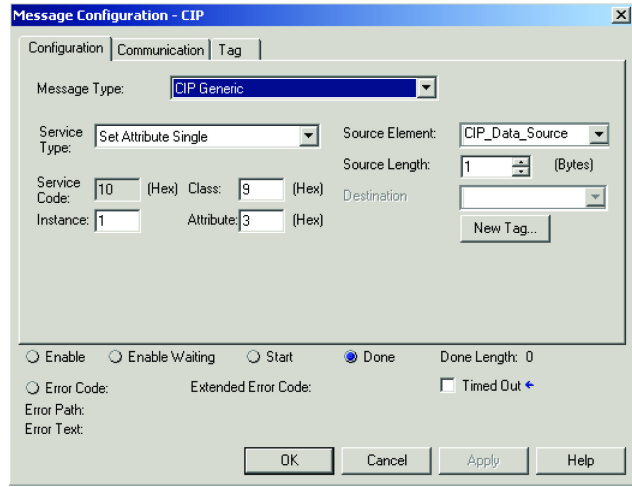 Message Configuration - CIP
Configuration Communication Tag
Message Type: CIP Generic
Service Type: Set Attribute Single Source Element: CIP_Data_Source
Source Length: 1 (Bytes)
Service Code: 10 (Hex) Class: 9 (Hex) Destination
Instance: 1 Attribute: 3 (Hex) New Tag...
Enable Enable Waiting Start Done Done Length: 0
Error Code: Extended Error Code: Timed Out ←
Error Path:
Error Text:
OK Cancel Apply Help